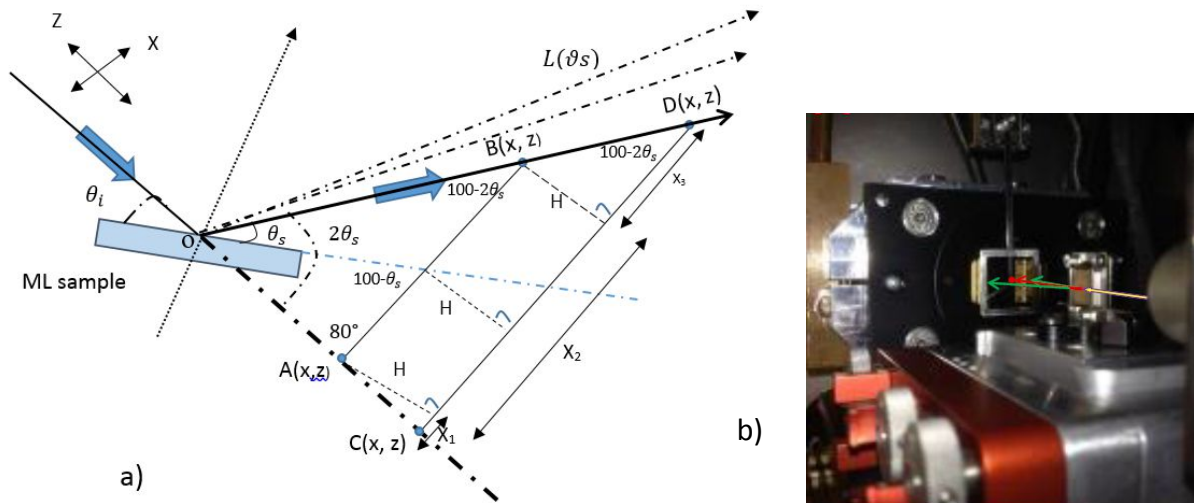 Z
X
L(ϑs)
D(x, z)
B(x, z)
100-2θₛ
X₃
100-2θₛ
H
θᵢ
O
θₛ
2θₛ
ML sample
100-θₛ
H
80°
X₂
A(x,z)
H
C(x, z)
X₁
a)
b)